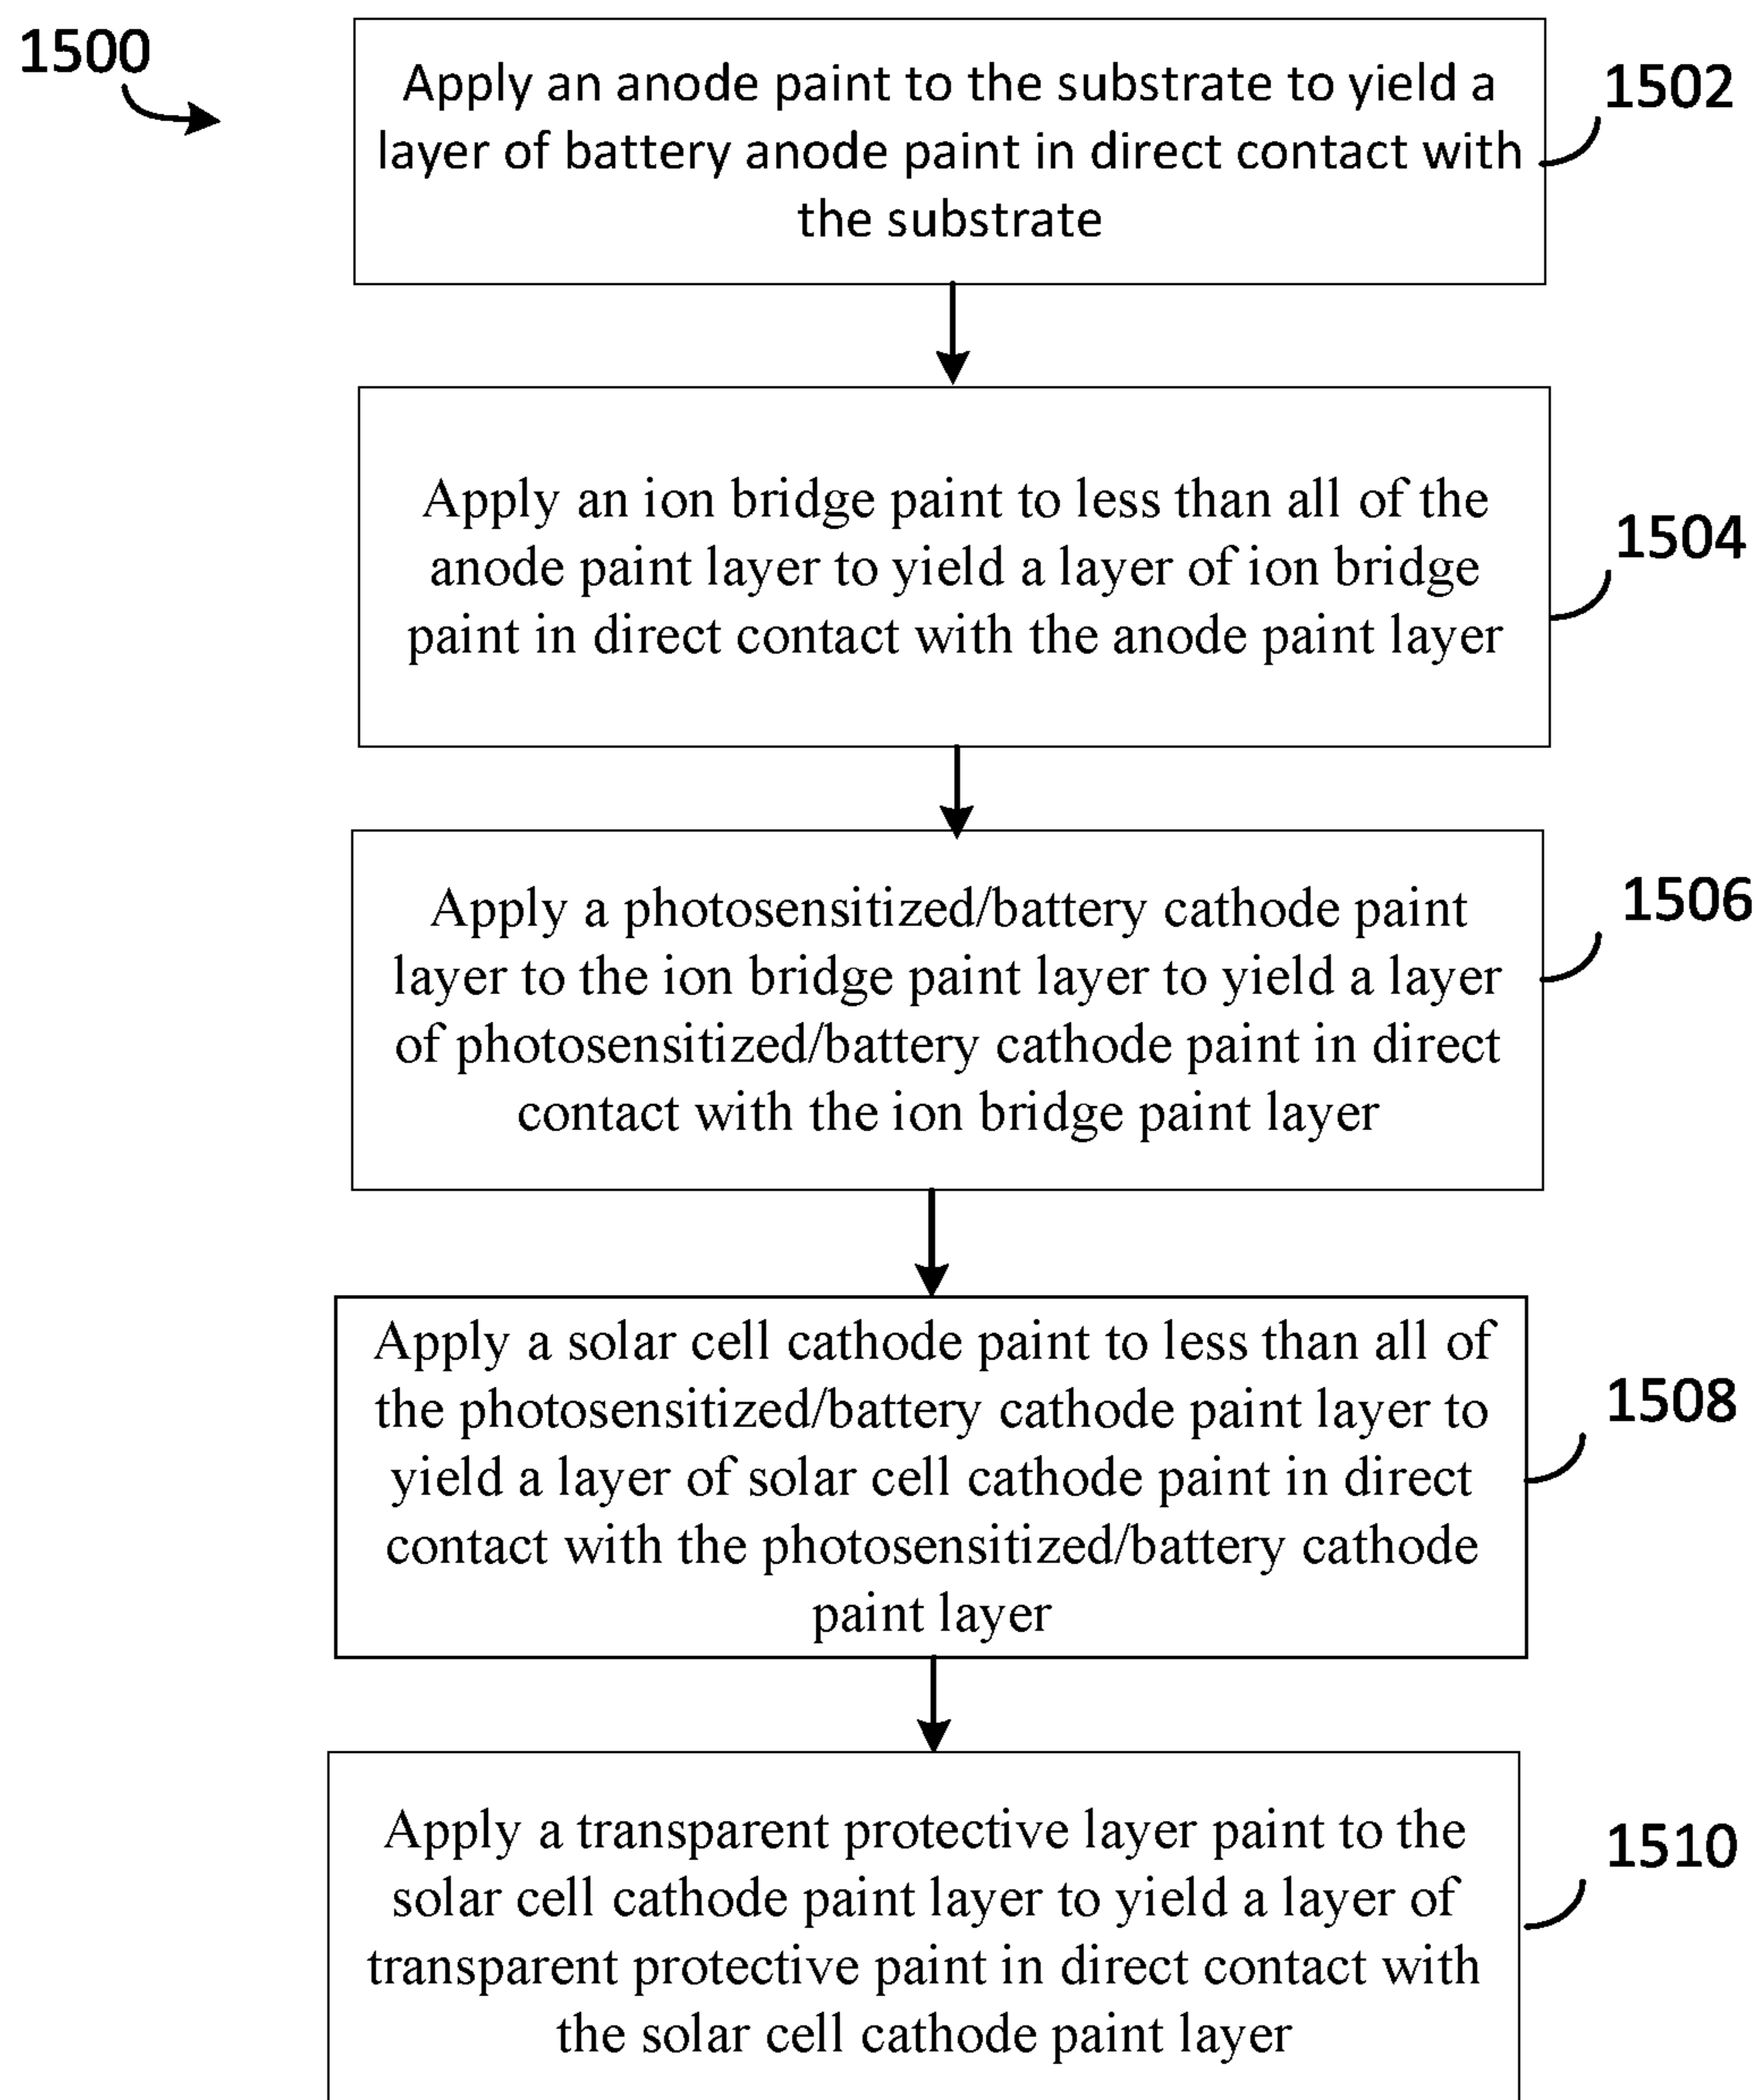 1500
Apply an anode paint to the substrate to yield a
layer of battery anode paint in direct contact with
the substrate
1502
Apply an ion bridge paint to less than all of the
anode paint layer to yield a layer of ion bridge
paint in direct contact with the anode paint layer
1504
Apply a photosensitized/battery cathode paint
layer to the ion bridge paint layer to yield a layer
of photosensitized/battery cathode paint in direct
contact with the ion bridge paint layer
1506
Apply a solar cell cathode paint to less than all of
the photosensitized/battery cathode paint layer to
yield a layer of solar cell cathode paint in direct
contact with the photosensitized/battery cathode
paint layer
1508
Apply a transparent protective layer paint to the
solar cell cathode paint layer to yield a layer of
transparent protective paint in direct contact with
the solar cell cathode paint layer
1510